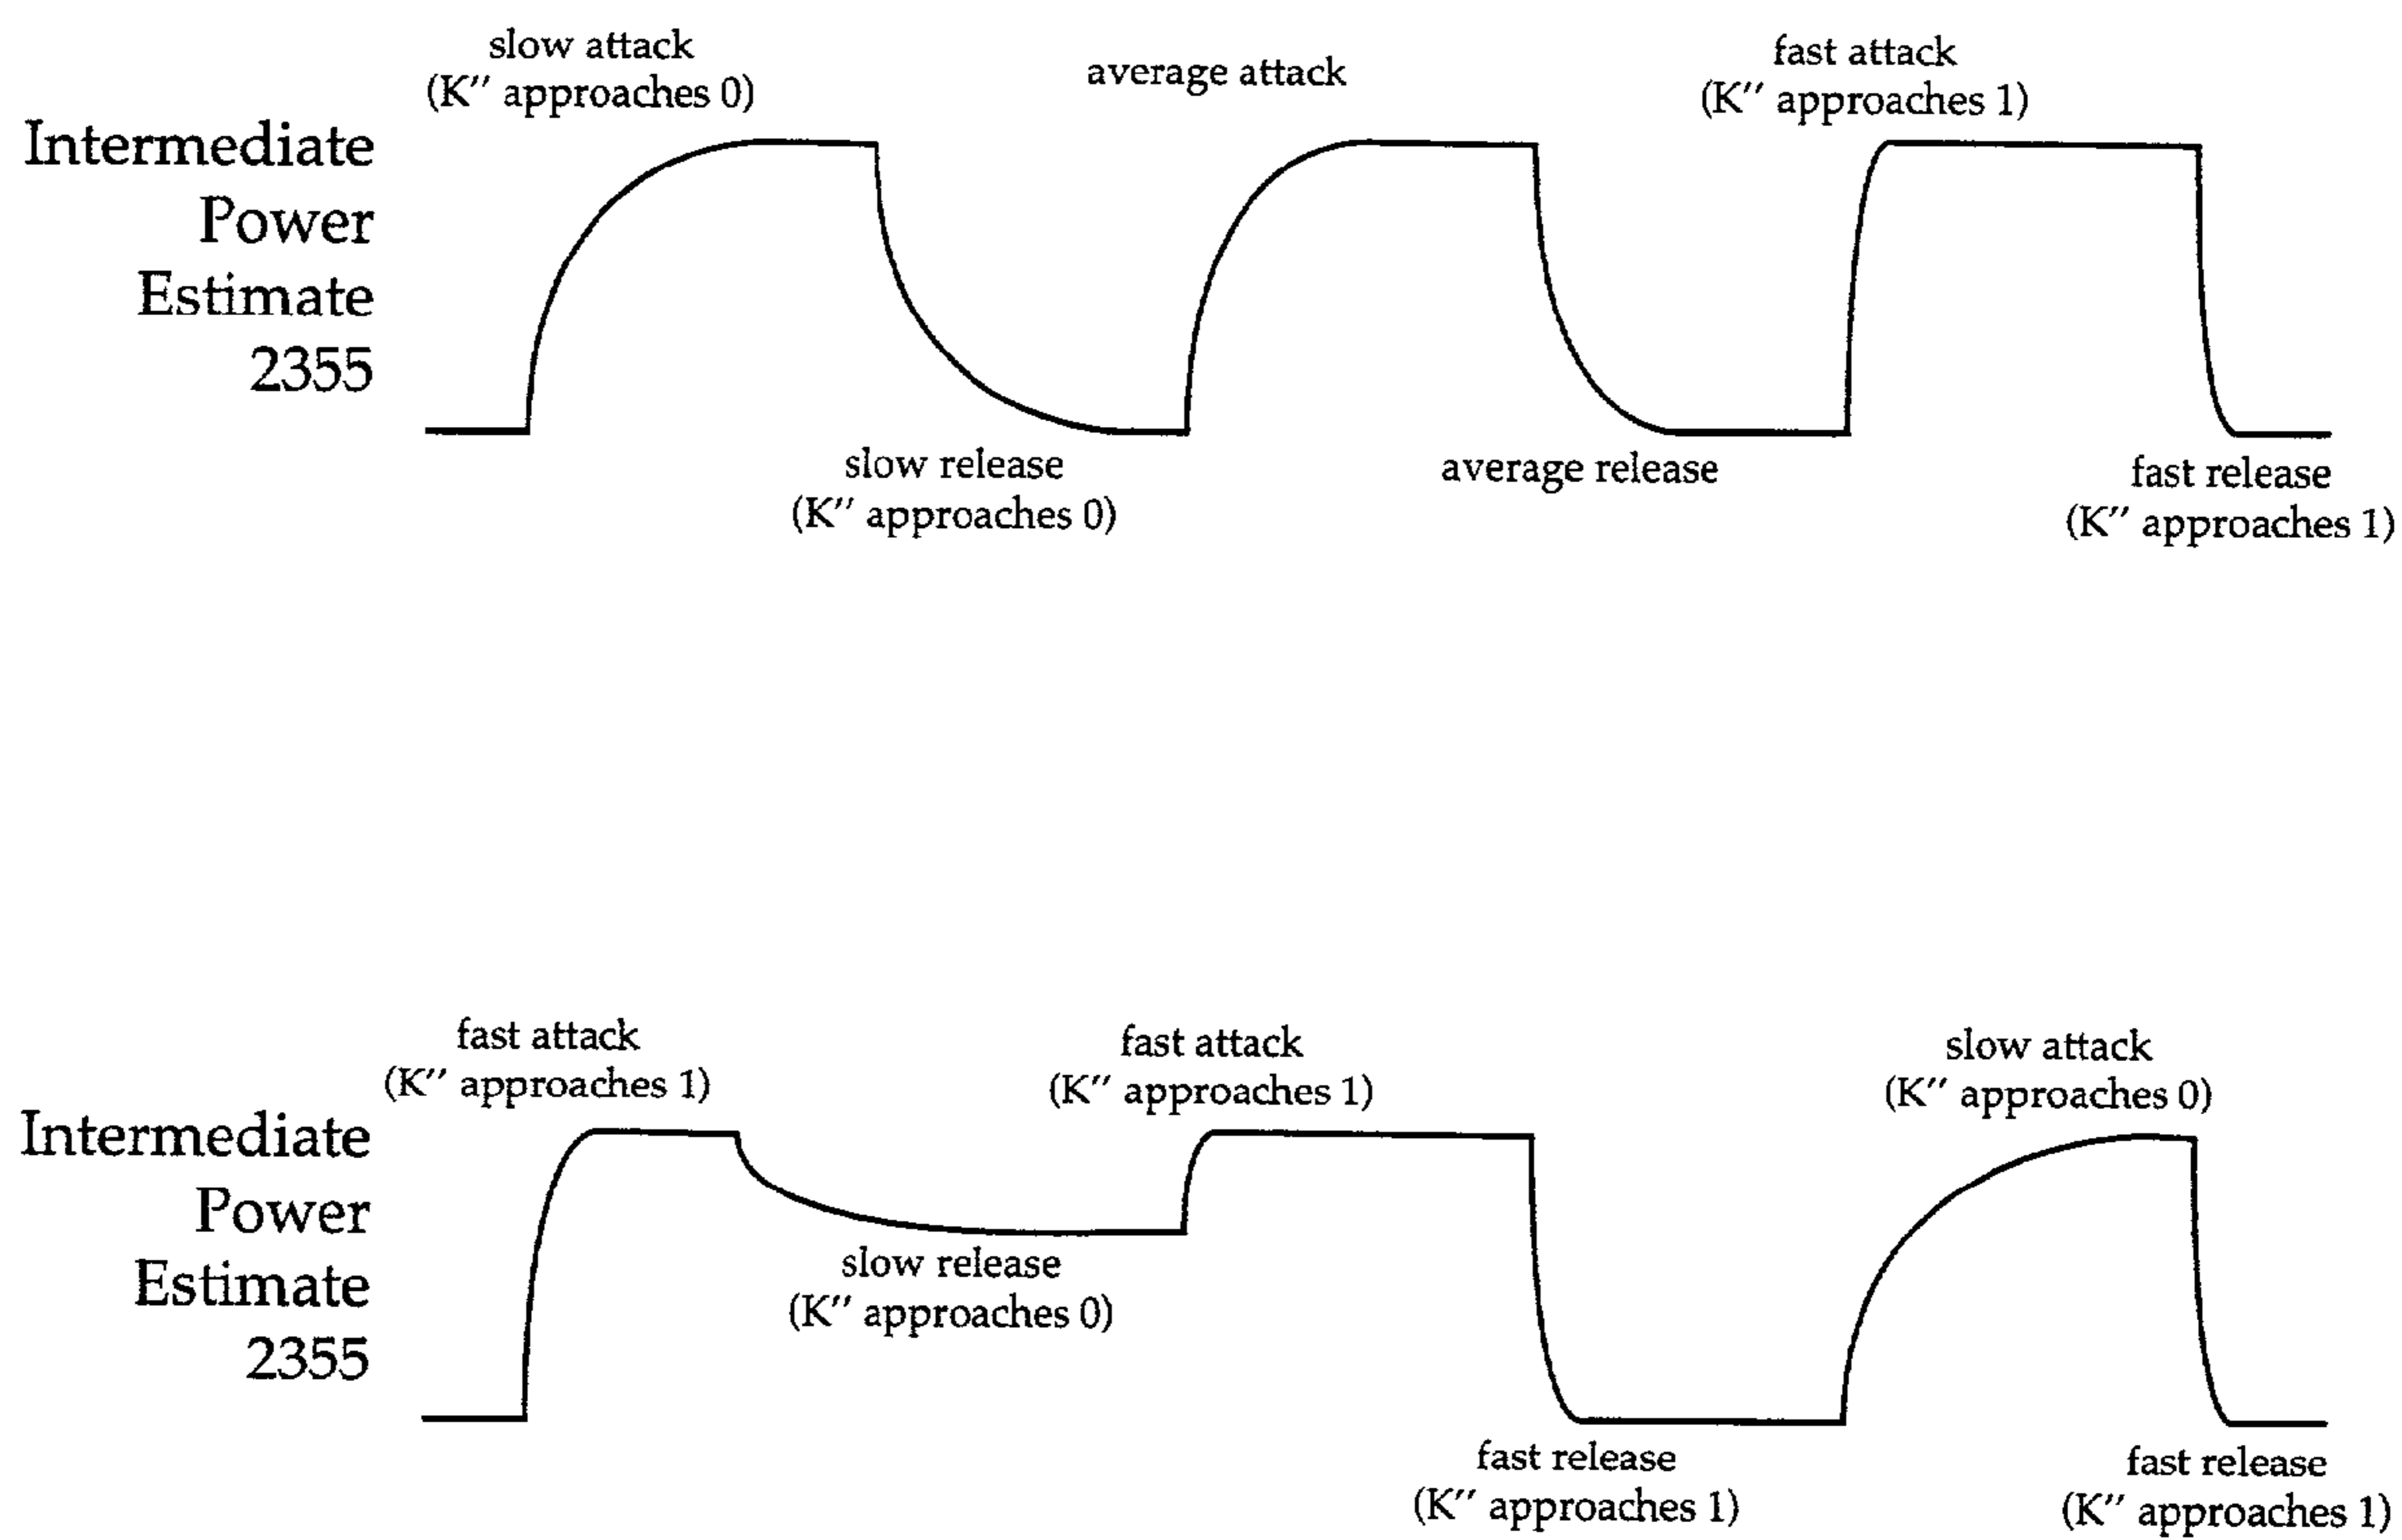 slow attack
(K″ approaches 0)
average attack
fast attack
(K″ approaches 1)
Intermediate
Power
Estimate
2355
slow release
(K″ approaches 0)
average release
fast release
(K″ approaches 1)
fast attack
(K″ approaches 1)
fast attack
(K″ approaches 1)
slow attack
(K″ approaches 0)
Intermediate
Power
Estimate
2355
slow release
(K″ approaches 0)
fast release
(K″ approaches 1)
fast release
(K″ approaches 1)